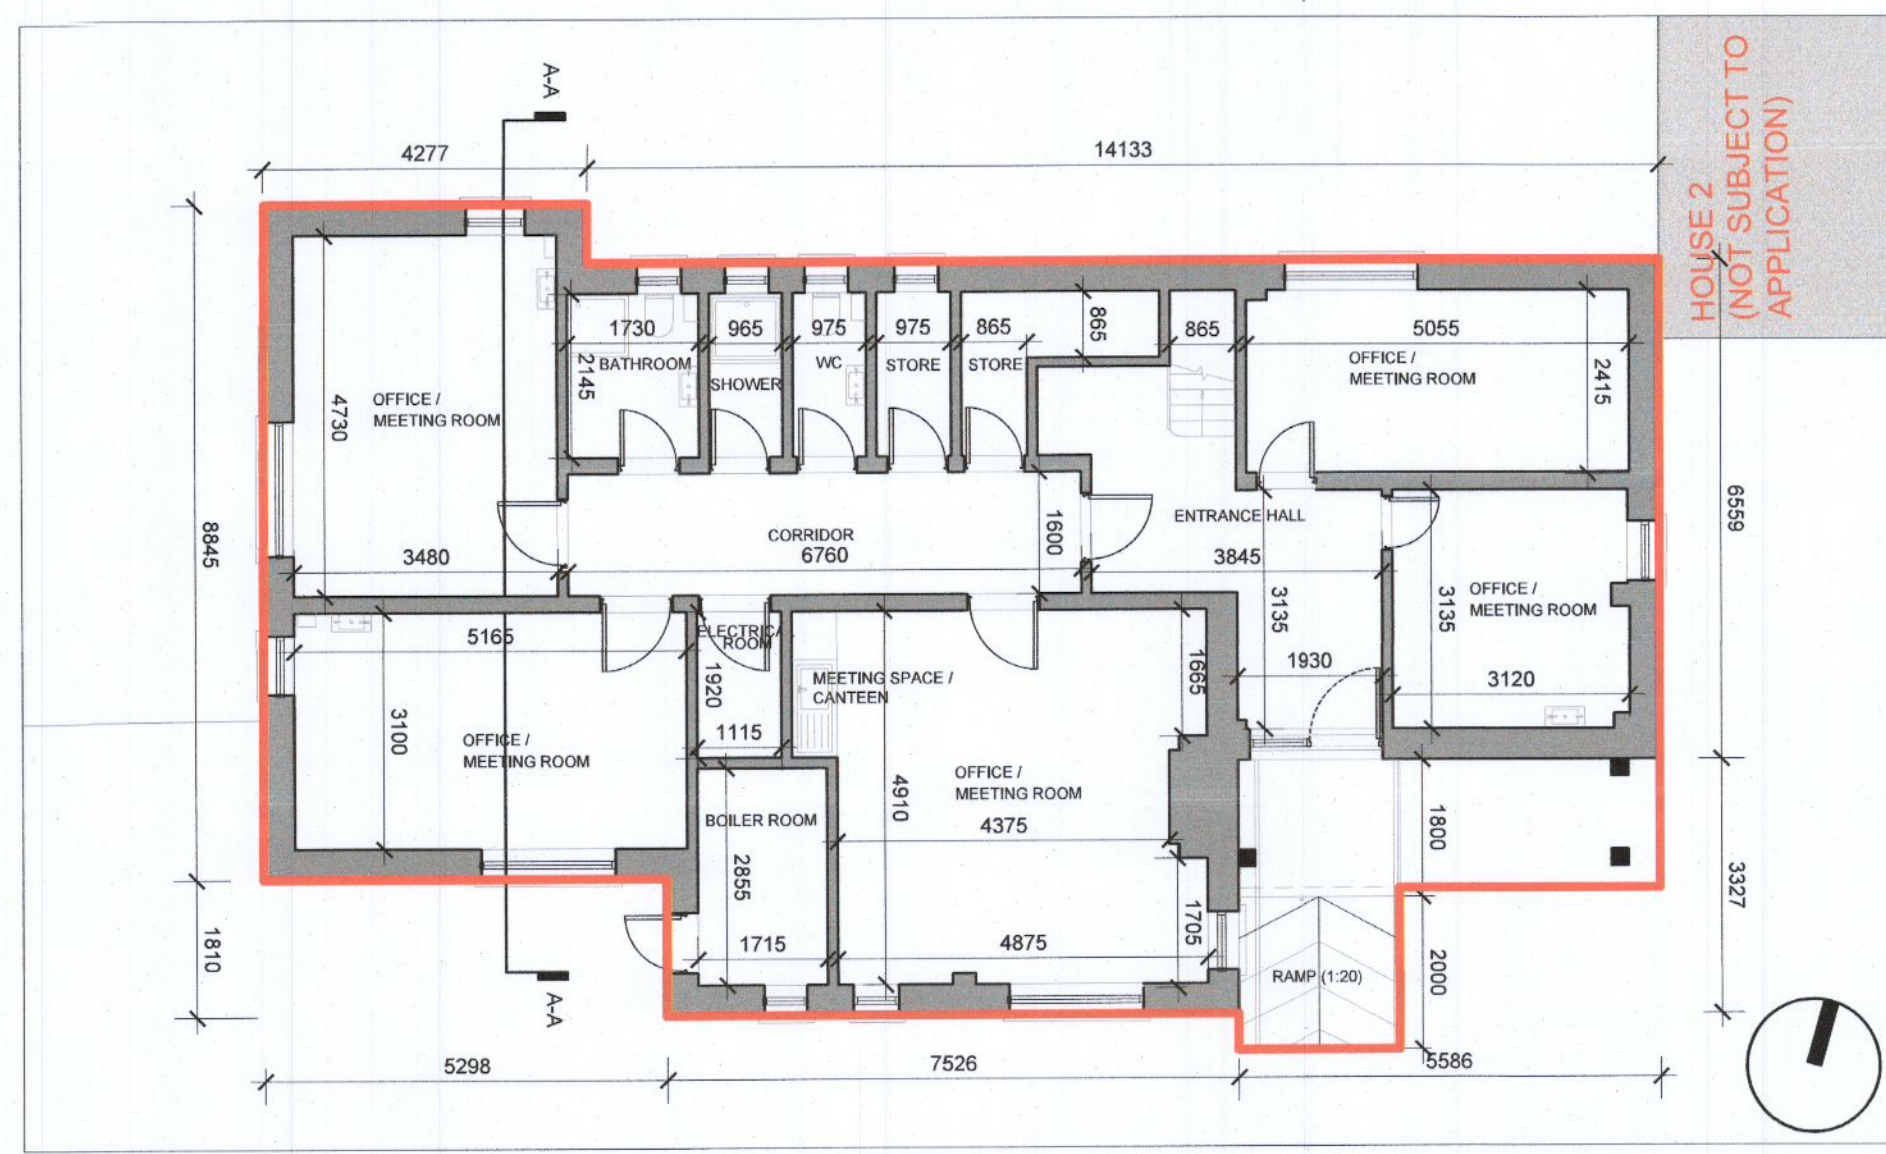 HOUSE 2
(NOT SUBJECT TO
APPLICATION)
A-A
4277
14133
1730
965
975
975
865
865
865
5055
BATHROOM
SHOWER
WC
STORE
STORE
OFFICE /
MEETING ROOM
2145
2415
4730
OFFICE /
MEETING ROOM
8845
6559
3480
CORRIDOR
6760
1600
ENTRANCE HALL
3845
3135
3135
OFFICE /
MEETING ROOM
5165
ELECTRICA
ROOM
1920
1115
MEETING SPACE /
CANTEEN
1665
1930
3120
3100
OFFICE /
MEETING ROOM
OFFICE /
MEETING ROOM
4910
4375
BOILER ROOM
2855
1800
3327
1715
4875
1705
RAMP (1:20)
2000
1810
A-A
5298
7526
5586